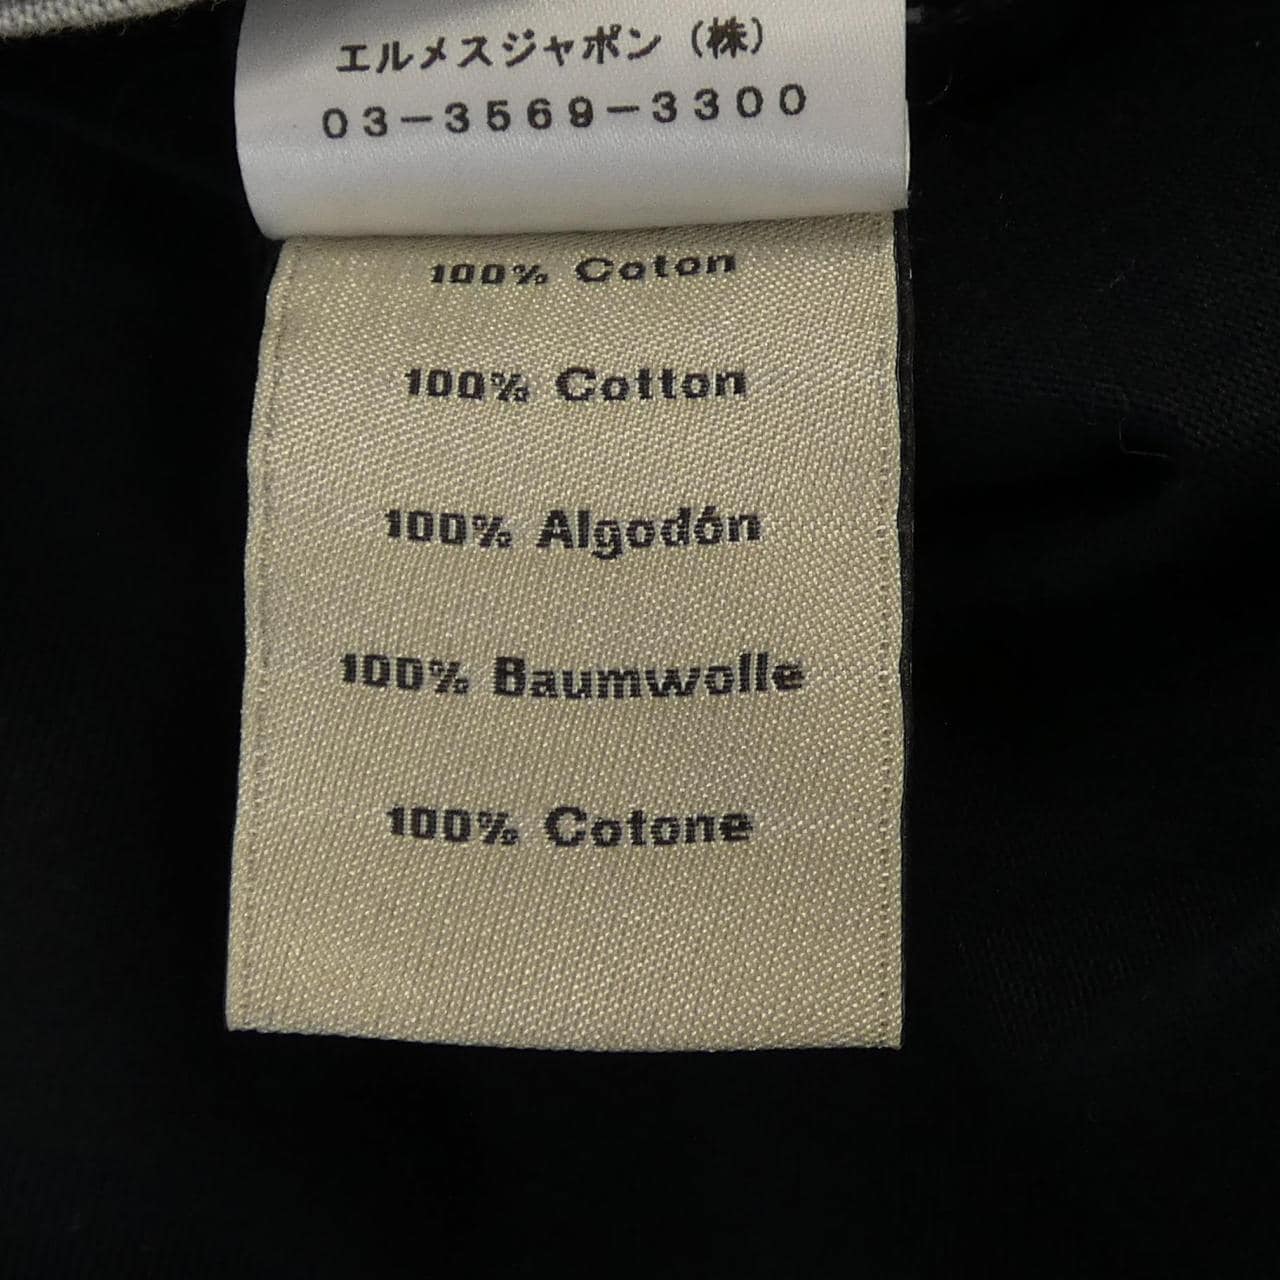 エルメスジャポン（株）
０３－３５６９－３３００
100% Coton
100% Cotton
100% Algodón
100% Baumwolle
100% Cotone